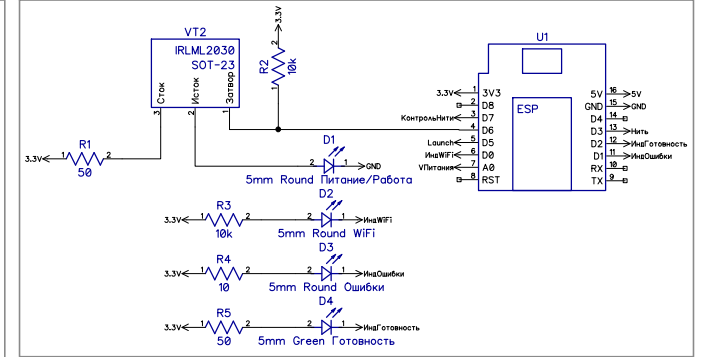 VT2
IRLML2030
SOT-23
Сток
Исток
Затвор
3
2
1
3.3V
2
R2
10k
1
R1
3.3V
1
2
50
D1
2
1
GND
5mm Round Питание/Работа
D2
R3
3.3V
1
2
2
1
ИндWiFi
10k
5mm Round WiFi
D3
R4
3.3V
1
2
2
1
ИндОшибки
10
5mm Round Ошибки
D4
R5
3.3V
1
2
2
1
ИндГотовность
50
5mm Green Готовность
U1
ESP
3.3V 1 3V3
2 D8
КонтрольНити 3 D7
4 D6
Launch 5 D5
ИндWiFi 6 D0
VПитания 7 A0
8 RST
5V 16 5V
GND 15 GND
D4 14
D3 13 Нить
D2 12 ИндГотовность
D1 11 ИндОшибки
RX 10
TX 9